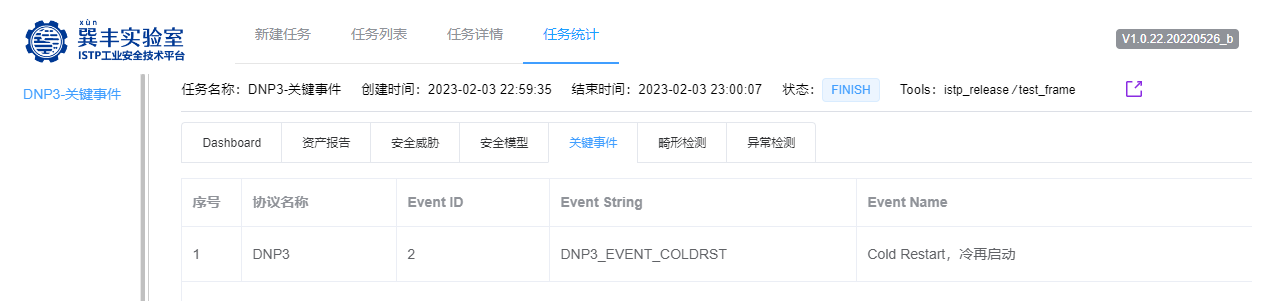 xùn
巽丰实验室
ISTP工业安全技术平台
新建任务 任务列表 任务详情 任务统计
V1.0.22.20220526_b
DNP3-关键事件
任务名称：DNP3-关键事件 创建时间：2023-02-03 22:59:35 结束时间：2023-02-03 23:00:07 状态： FINISH Tools：istp_release / test_frame
Dashboard 资产报告 安全威胁 安全模型 关键事件 畸形检测 异常检测
序号 协议名称 Event ID Event String Event Name
1 DNP3 2 DNP3_EVENT_COLDRST Cold Restart，冷再启动